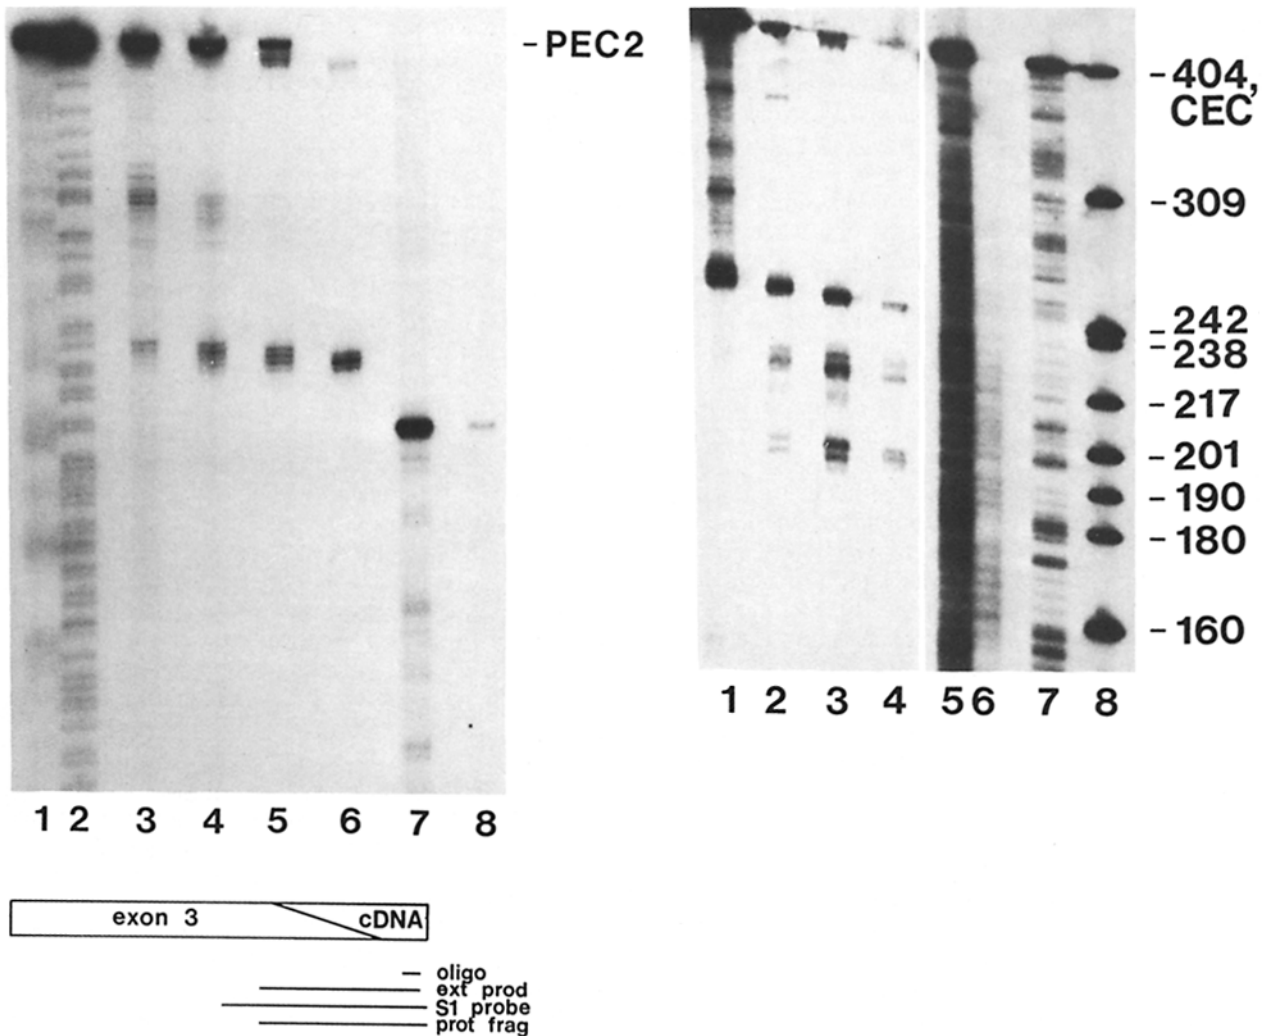 -PEC2
1 2 3 4 5 6 7 8
exon 3
cDNA
oligo
ext prod
S1 probe
prot frag
-404,
CEC
-309
-242
-238
-217
-201
-190
-180
-160
1 2 3 4 5 6 7 8